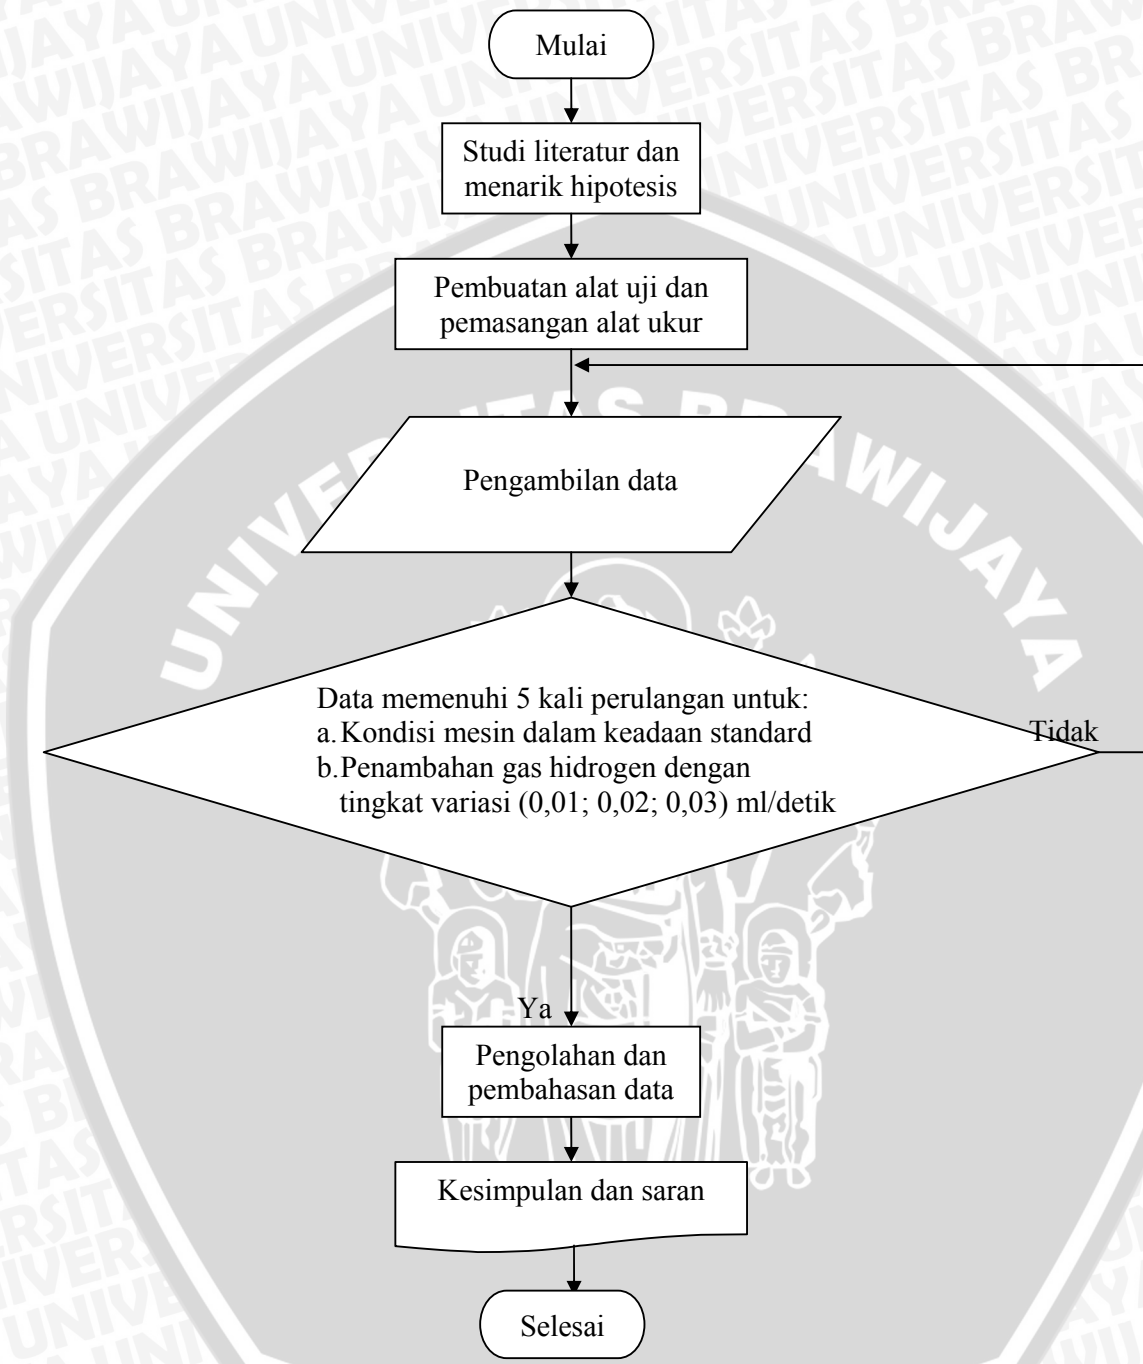 Mulai
Studi literatur dan
menarik hipotesis
Pembuatan alat uji dan
pemasangan alat ukur
Pengambilan data
Data memenuhi 5 kali perulangan untuk:
a. Kondisi mesin dalam keadaan standard
b. Penambahan gas hidrogen dengan
tingkat variasi (0,01; 0,02; 0,03) ml/detik
Tidak
Ya
Pengolahan dan
pembahasan data
Kesimpulan dan saran
Selesai
UNIVERSITAS BRAWIJAYA